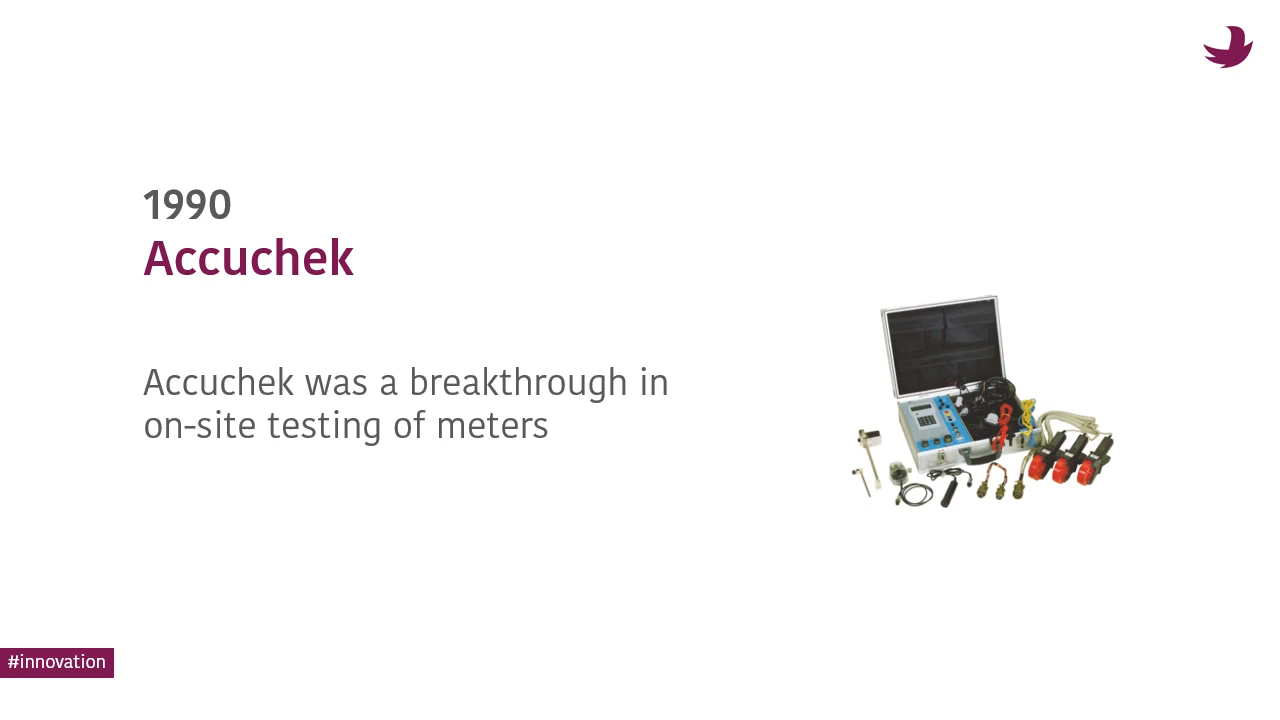 1990
Accuchek
Accuchek was a breakthrough in
on-site testing of meters
#innovation